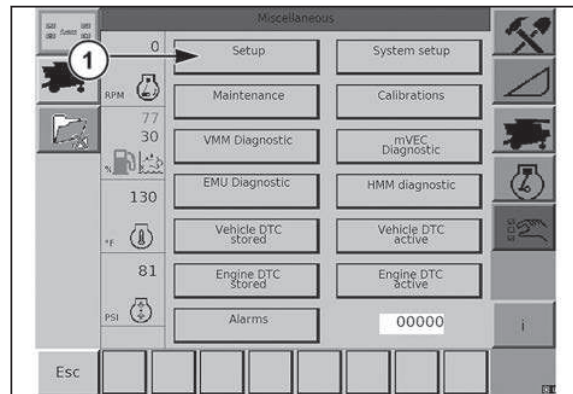 Miscellaneous
1
0
RPM
77
30
%
130
°F
81
PSI
Setup
System setup
Maintenance
Calibrations
VMM Diagnostic
mVEC
Diagnostic
EMU Diagnostic
HMM diagnostic
Vehicle DTC
stored
Vehicle DTC
active
Engine DTC
stored
Engine DTC
active
Alarms
00000
i
Esc